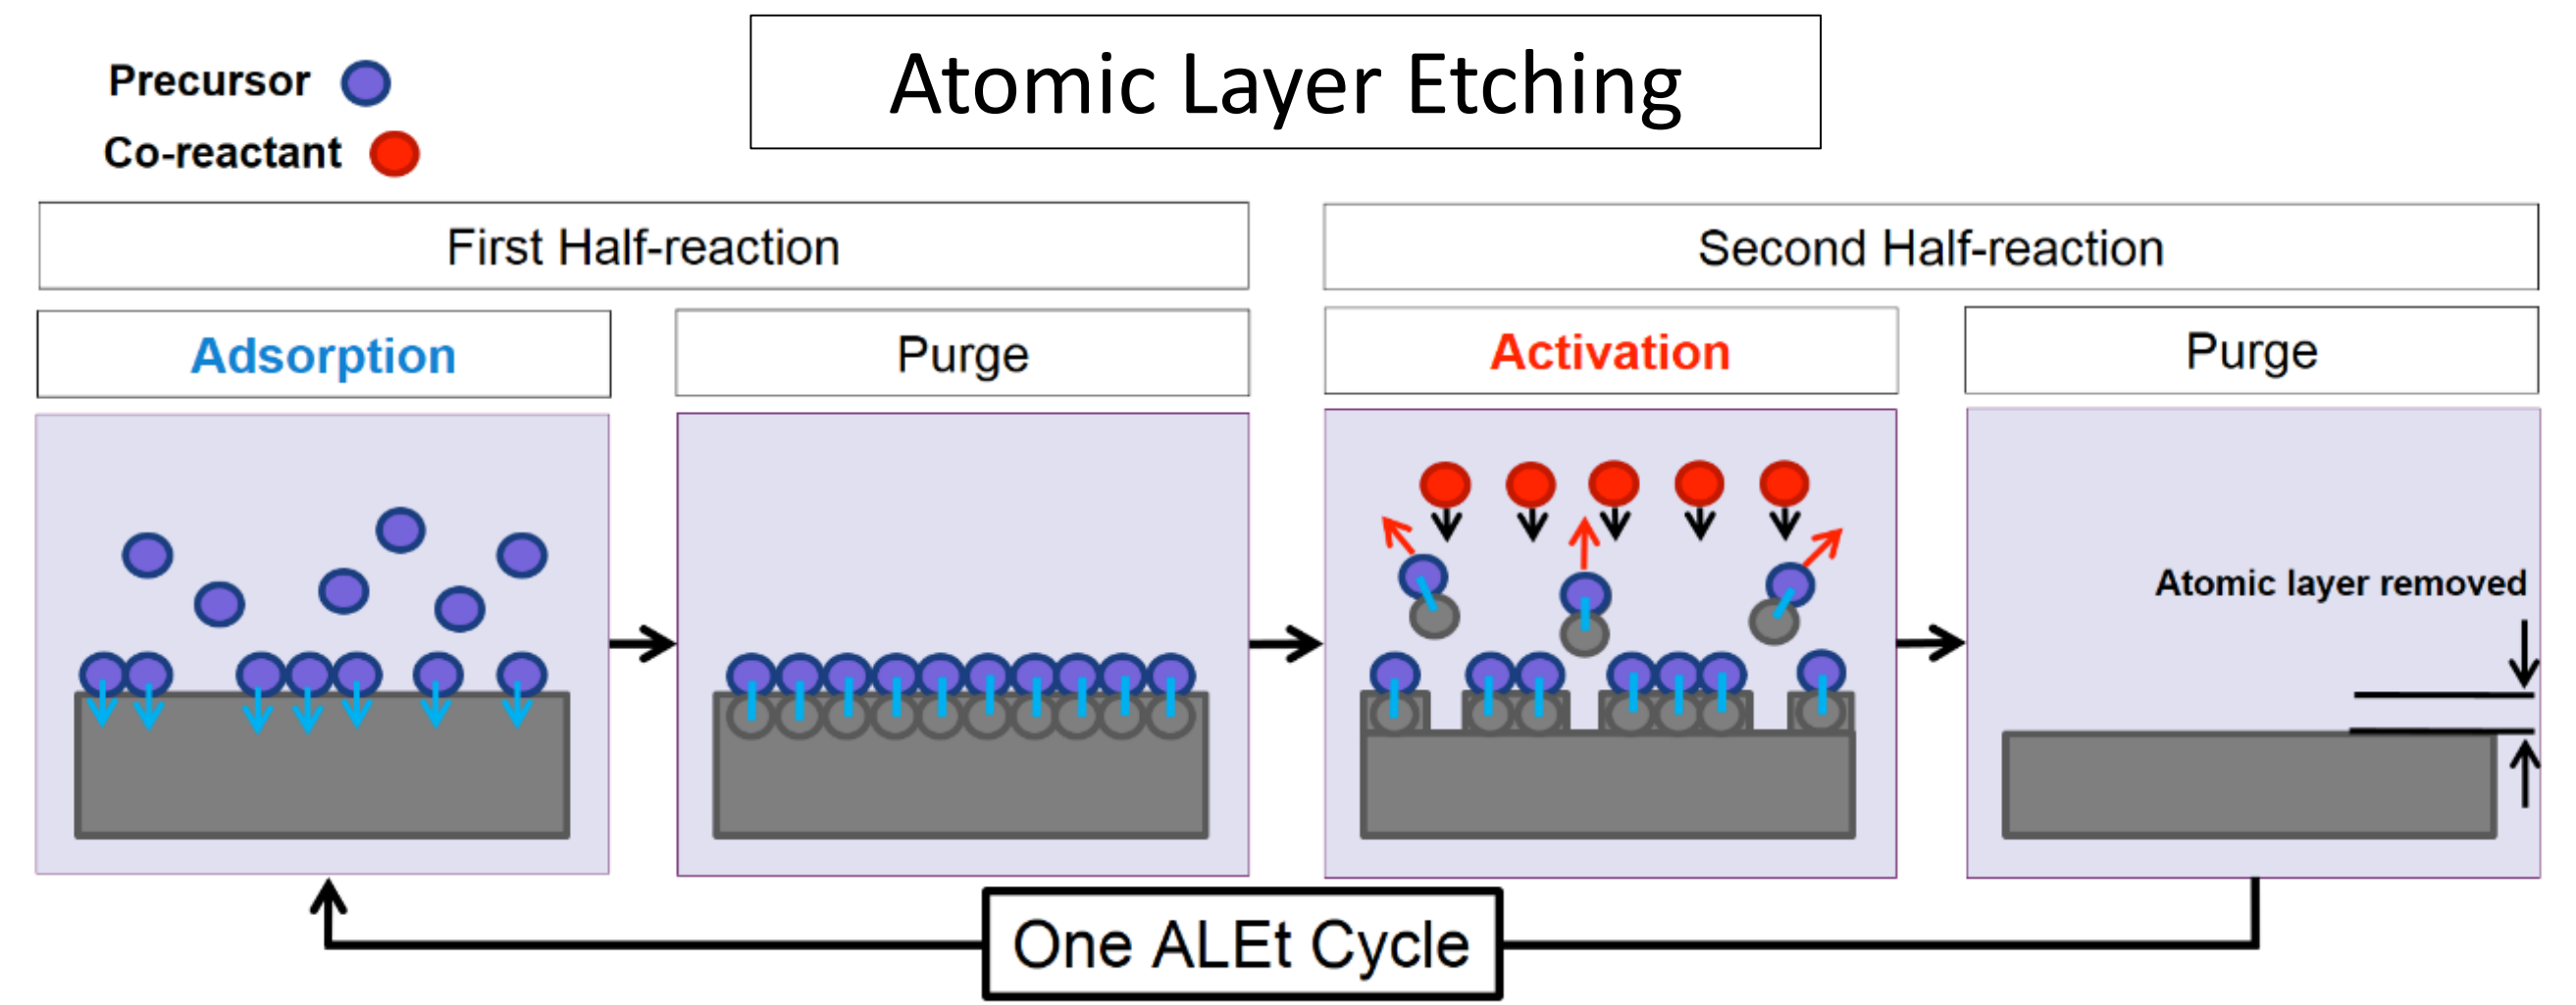 Atomic Layer Etching
Precursor
Co-reactant
First Half-reaction
Second Half-reaction
Adsorption
Purge
Activation
Purge
Atomic layer removed
One ALEt Cycle